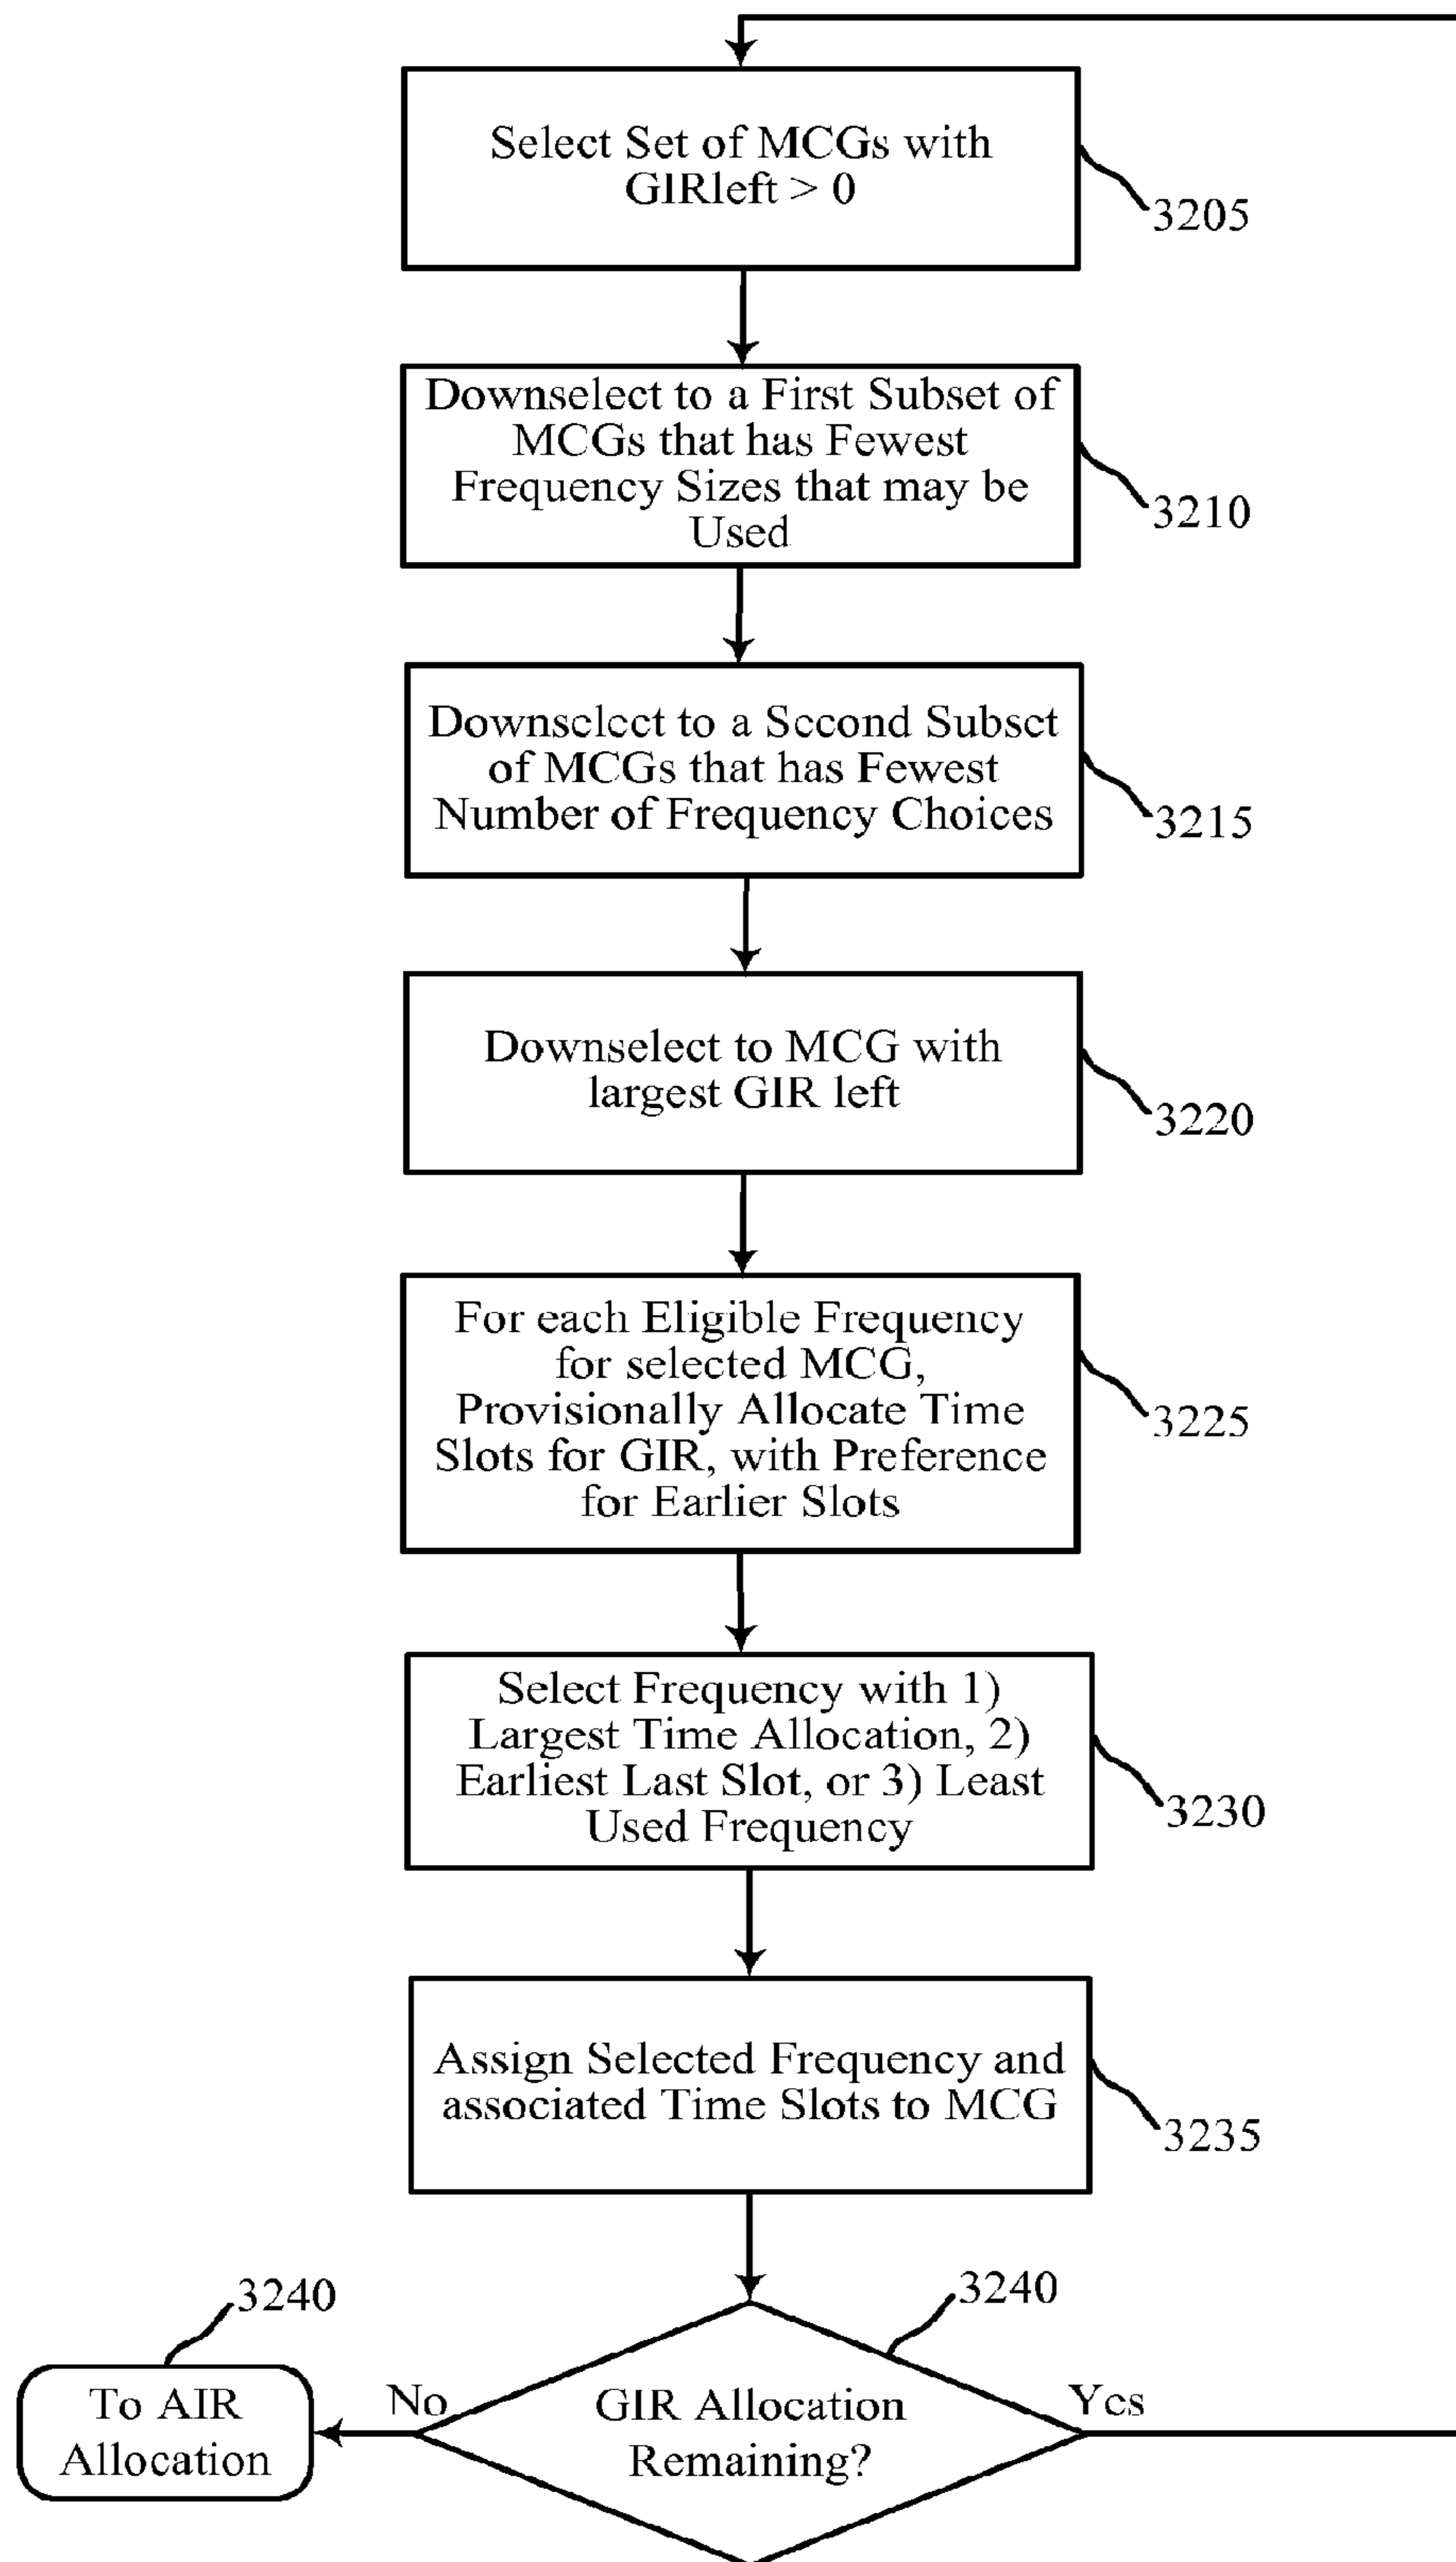 Select Set of MCGs with
GIRleft > 0
3205
Downselect to a First Subset of
MCGs that has Fewest
Frequency Sizes that may be
Used
3210
Downselect to a Second Subset
of MCGs that has Fewest
Number of Frequency Choices
3215
Downselect to MCG with
largest GIR left
3220
For each Eligible Frequency
for selected MCG,
Provisionally Allocate Time
Slots for GIR, with Preference
for Earlier Slots
3225
Select Frequency with 1)
Largest Time Allocation, 2)
Earliest Last Slot, or 3) Least
Used Frequency
3230
Assign Selected Frequency and
associated Time Slots to MCG
3235
3240
3240
To AIR
Allocation
No
GIR Allocation
Remaining?
Yes